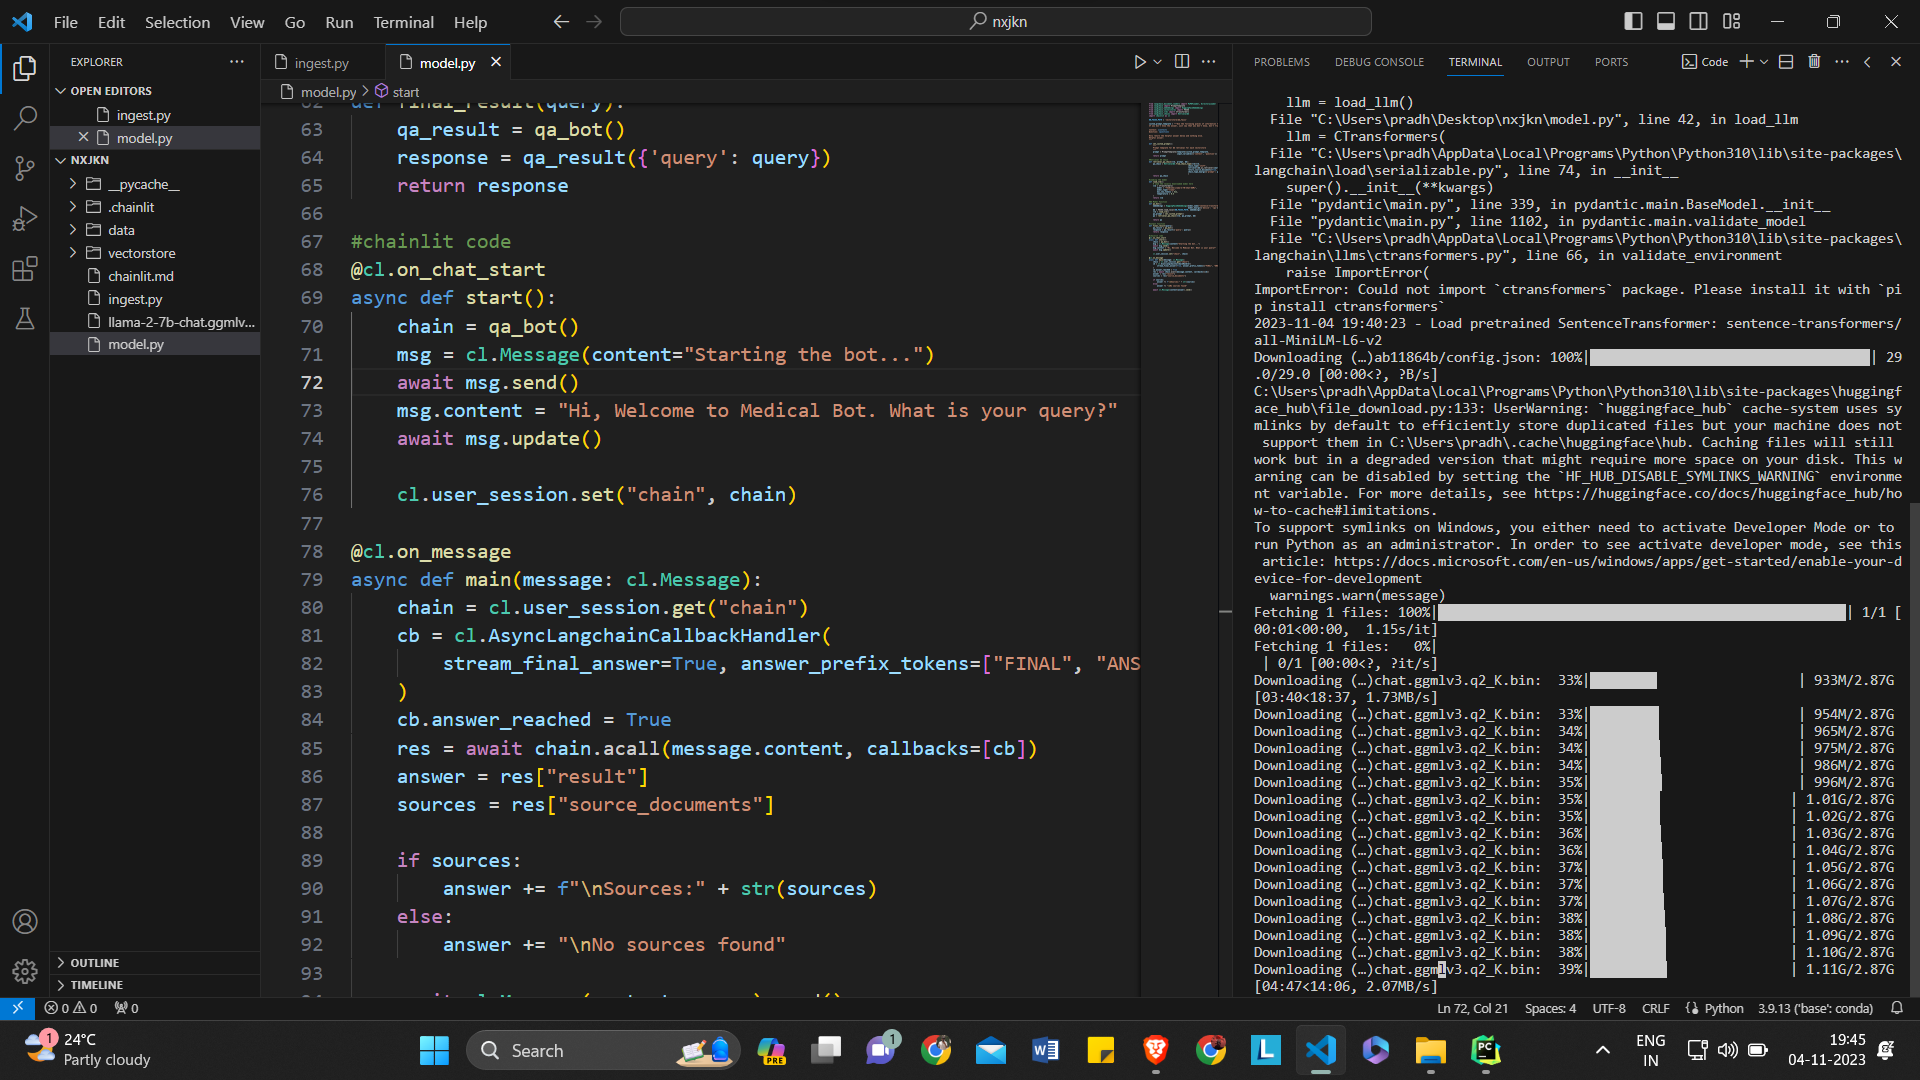 File Edit Selection View Go Run Terminal Help
nxjkn
EXPLORER
OPEN EDITORS
ingest.py
model.py
NXJKN
__pycache__
.chainlit
data
vectorstore
chainlit.md
ingest.py
llama-2-7b-chat.ggmlv...
model.py
OUTLINE
TIMELINE
ingest.py
model.py
model.py > start
62 def final_result(query):
63 qa_result = qa_bot()
64 response = qa_result({'query': query})
65 return response
66
67 #chainlit code
68 @cl.on_chat_start
69 async def start():
70 chain = qa_bot()
71 msg = cl.Message(content="Starting the bot...")
72 await msg.send()
73 msg.content = "Hi, Welcome to Medical Bot. What is your query?"
74 await msg.update()
75
76 cl.user_session.set("chain", chain)
77
78 @cl.on_message
79 async def main(message: cl.Message):
80 chain = cl.user_session.get("chain")
81 cb = cl.AsyncLangchainCallbackHandler(
82 stream_final_answer=True, answer_prefix_tokens=["FINAL", "ANS
83 )
84 cb.answer_reached = True
85 res = await chain.acall(message.content, callbacks=[cb])
86 answer = res["result"]
87 sources = res["source_documents"]
88
89 if sources:
90 answer += f"\nSources:" + str(sources)
91 else:
92 answer += "\nNo sources found"
93
PROBLEMS DEBUG CONSOLE TERMINAL OUTPUT PORTS
Code
llm = load_llm()
File "C:\Users\pradh\Desktop\nxjkn\model.py", line 42, in load_llm
llm = CTransformers(
File "C:\Users\pradh\AppData\Local\Programs\Python\Python310\lib\site-packages\
langchain\load\serializable.py", line 74, in __init__
super().__init__(**kwargs)
File "pydantic\main.py", line 339, in pydantic.main.BaseModel.__init__
File "pydantic\main.py", line 1102, in pydantic.main.validate_model
File "C:\Users\pradh\AppData\Local\Programs\Python\Python310\lib\site-packages\
langchain\llms\ctransformers.py", line 66, in validate_environment
raise ImportError(
ImportError: Could not import `ctransformers` package. Please install it with `pi
p install ctransformers`
2023-11-04 19:40:23 - Load pretrained SentenceTransformer: sentence-transformers/
all-MiniLM-L6-v2
Downloading (…)ab11864b/config.json: 100%| | 29
.0/29.0 [00:00<?, ?B/s]
C:\Users\pradh\AppData\Local\Programs\Python\Python310\lib\site-packages\huggingf
ace_hub\file_download.py:133: UserWarning: `huggingface_hub` cache-system uses sy
mlinks by default to efficiently store duplicated files but your machine does not
support them in C:\Users\pradh\.cache\huggingface\hub. Caching files will still
work but in a degraded version that might require more space on your disk. This w
arning can be disabled by setting the `HF_HUB_DISABLE_SYMLINKS_WARNING` environme
nt variable. For more details, see https://huggingface.co/docs/huggingface_hub/ho
w-to-cache#limitations.
To support symlinks on Windows, you either need to activate Developer Mode or to
run Python as an administrator. In order to see activate developer mode, see this
article: https://docs.microsoft.com/en-us/windows/apps/get-started/enable-your-d
evice-for-development
warnings.warn(message)
Fetching 1 files: 100%| | 1/1 [
00:01<00:00, 1.15s/it]
Fetching 1 files: 0%|
| 0/1 [00:00<?, ?it/s]
Downloading (…)chat.ggmlv3.q2_K.bin: 33%| | 933M/2.87G
[03:40<18:37, 1.73MB/s]
Downloading (…)chat.ggmlv3.q2_K.bin: 33%| | 954M/2.87G
Downloading (…)chat.ggmlv3.q2_K.bin: 34%| | 965M/2.87G
Downloading (…)chat.ggmlv3.q2_K.bin: 34%| | 975M/2.87G
Downloading (…)chat.ggmlv3.q2_K.bin: 34%| | 986M/2.87G
Downloading (…)chat.ggmlv3.q2_K.bin: 35%| | 996M/2.87G
Downloading (…)chat.ggmlv3.q2_K.bin: 35%| | 1.01G/2.87G
Downloading (…)chat.ggmlv3.q2_K.bin: 35%| | 1.02G/2.87G
Downloading (…)chat.ggmlv3.q2_K.bin: 36%| | 1.03G/2.87G
Downloading (…)chat.ggmlv3.q2_K.bin: 36%| | 1.04G/2.87G
Downloading (…)chat.ggmlv3.q2_K.bin: 37%| | 1.05G/2.87G
Downloading (…)chat.ggmlv3.q2_K.bin: 37%| | 1.06G/2.87G
Downloading (…)chat.ggmlv3.q2_K.bin: 37%| | 1.07G/2.87G
Downloading (…)chat.ggmlv3.q2_K.bin: 38%| | 1.08G/2.87G
Downloading (…)chat.ggmlv3.q2_K.bin: 38%| | 1.09G/2.87G
Downloading (…)chat.ggmlv3.q2_K.bin: 38%| | 1.10G/2.87G
Downloading (…)chat.ggmlv3.q2_K.bin: 39%| | 1.11G/2.87G
[04:47<14:06, 2.07MB/s]
0 0 0
Ln 72, Col 21 Spaces: 4 UTF-8 CRLF Python 3.9.13 ('base': conda)
1
24°C
Partly cloudy
Search
PRE
1
ENG
IN
19:45
04-11-2023